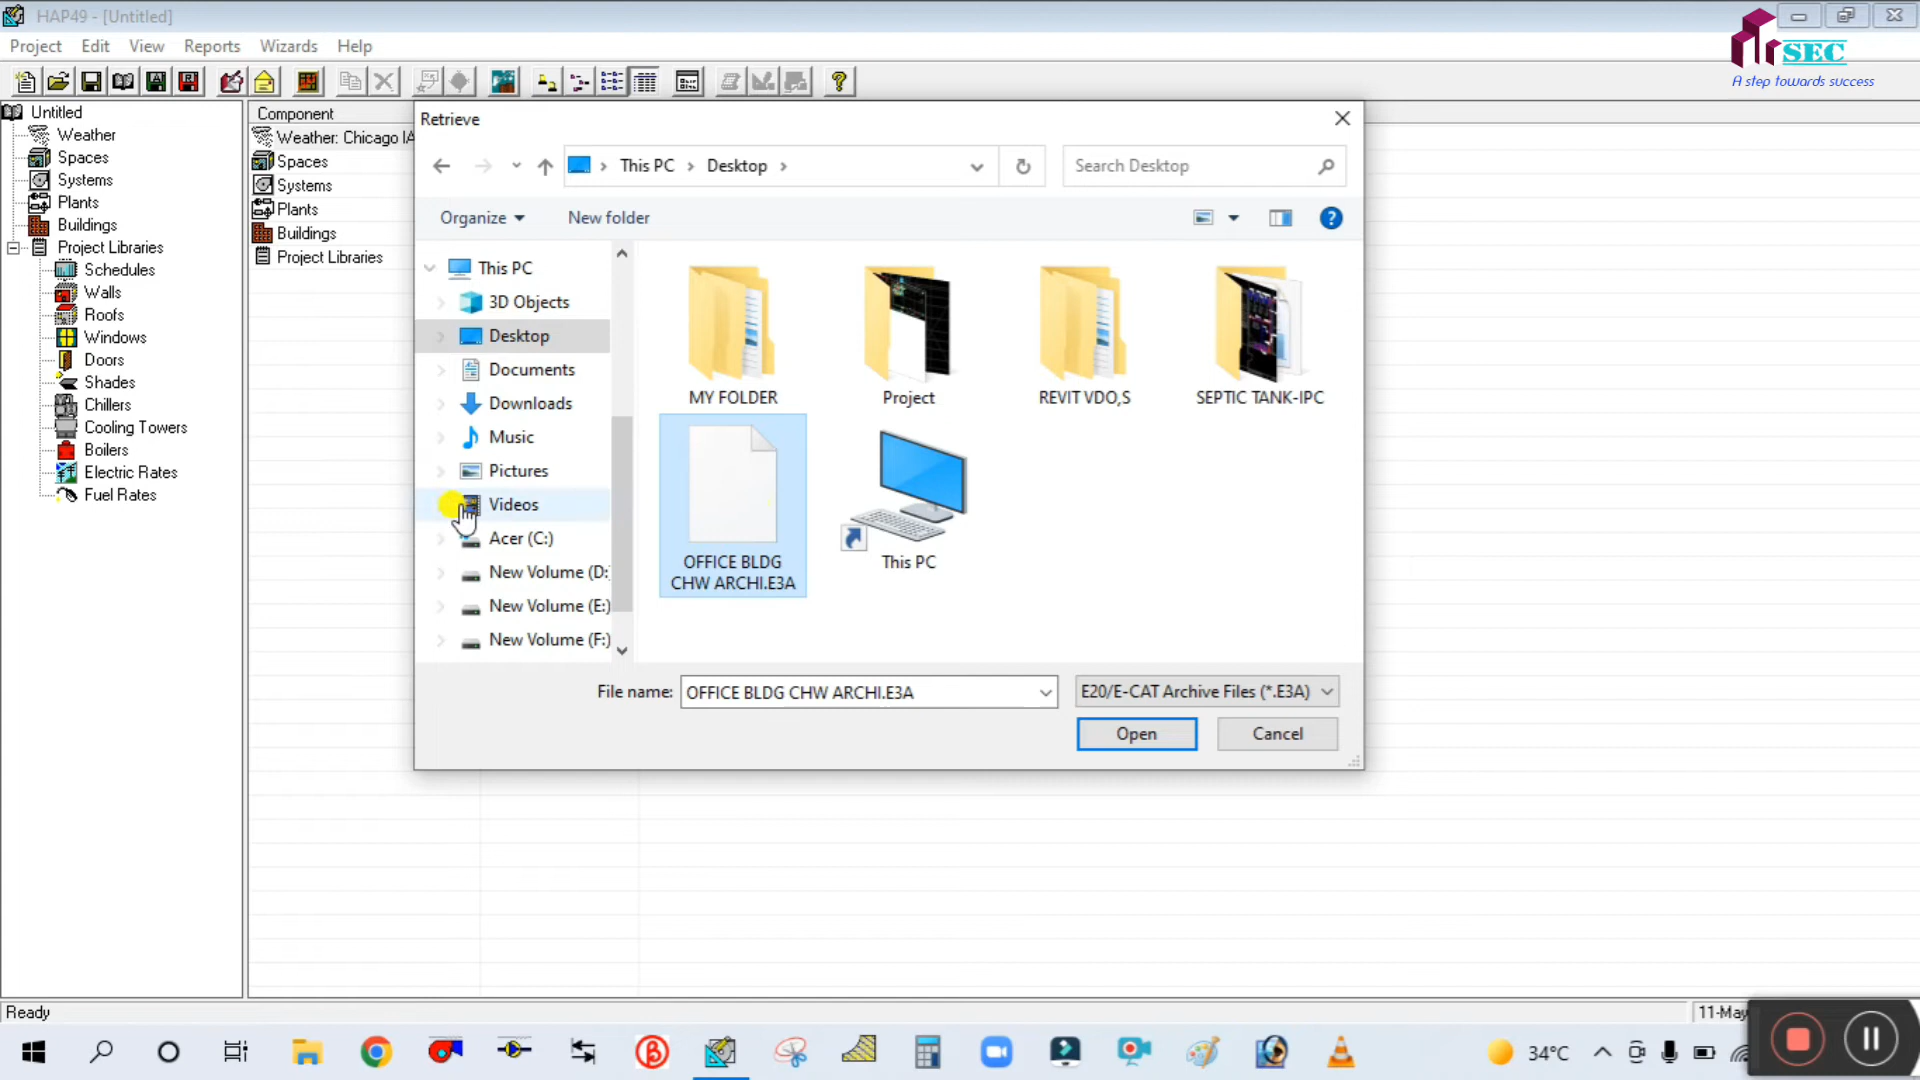 HAP49 - [Untitled]
Project Edit View Reports Wizards Help
SEC
A step towards success
Untitled
Weather
Spaces
Systems
Plants
Buildings
Project Libraries
Schedules
Walls
Roofs
Windows
Doors
Shades
Chillers
Cooling Towers
Boilers
Electric Rates
Fuel Rates
Component
Weather: Chicago IA
Spaces
Systems
Plants
Buildings
Project Libraries
Retrieve
This PC > Desktop >
Search Desktop
Organize
New folder
This PC
3D Objects
Desktop
Documents
Downloads
Music
Pictures
Videos
Acer (C:)
New Volume (D:
New Volume (E:)
New Volume (F:)
MY FOLDER
Project
REVIT VDO,S
SEPTIC TANK-IPC
OFFICE BLDG
CHW ARCHI.E3A
This PC
File name: OFFICE BLDG CHW ARCHI.E3A
E20/E-CAT Archive Files (*.E3A)
Open
Cancel
Ready
11-May
34°C